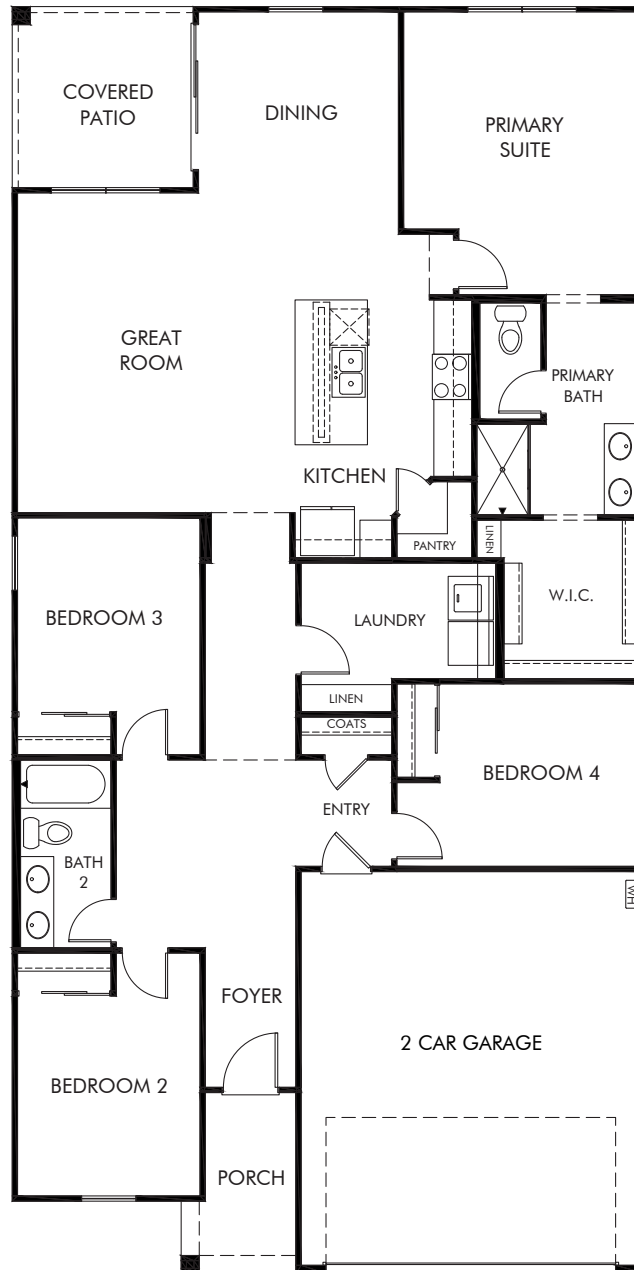 COVERED
PATIO
DINING
PRIMARY
SUITE
GREAT
ROOM
PRIMARY
BATH
KITCHEN
PANTRY
LINEN
W.I.C.
BEDROOM 3
LAUNDRY
LINEN
COATS
BEDROOM 4
ENTRY
BATH
2
WH
FOYER
2 CAR GARAGE
BEDROOM 2
PORCH